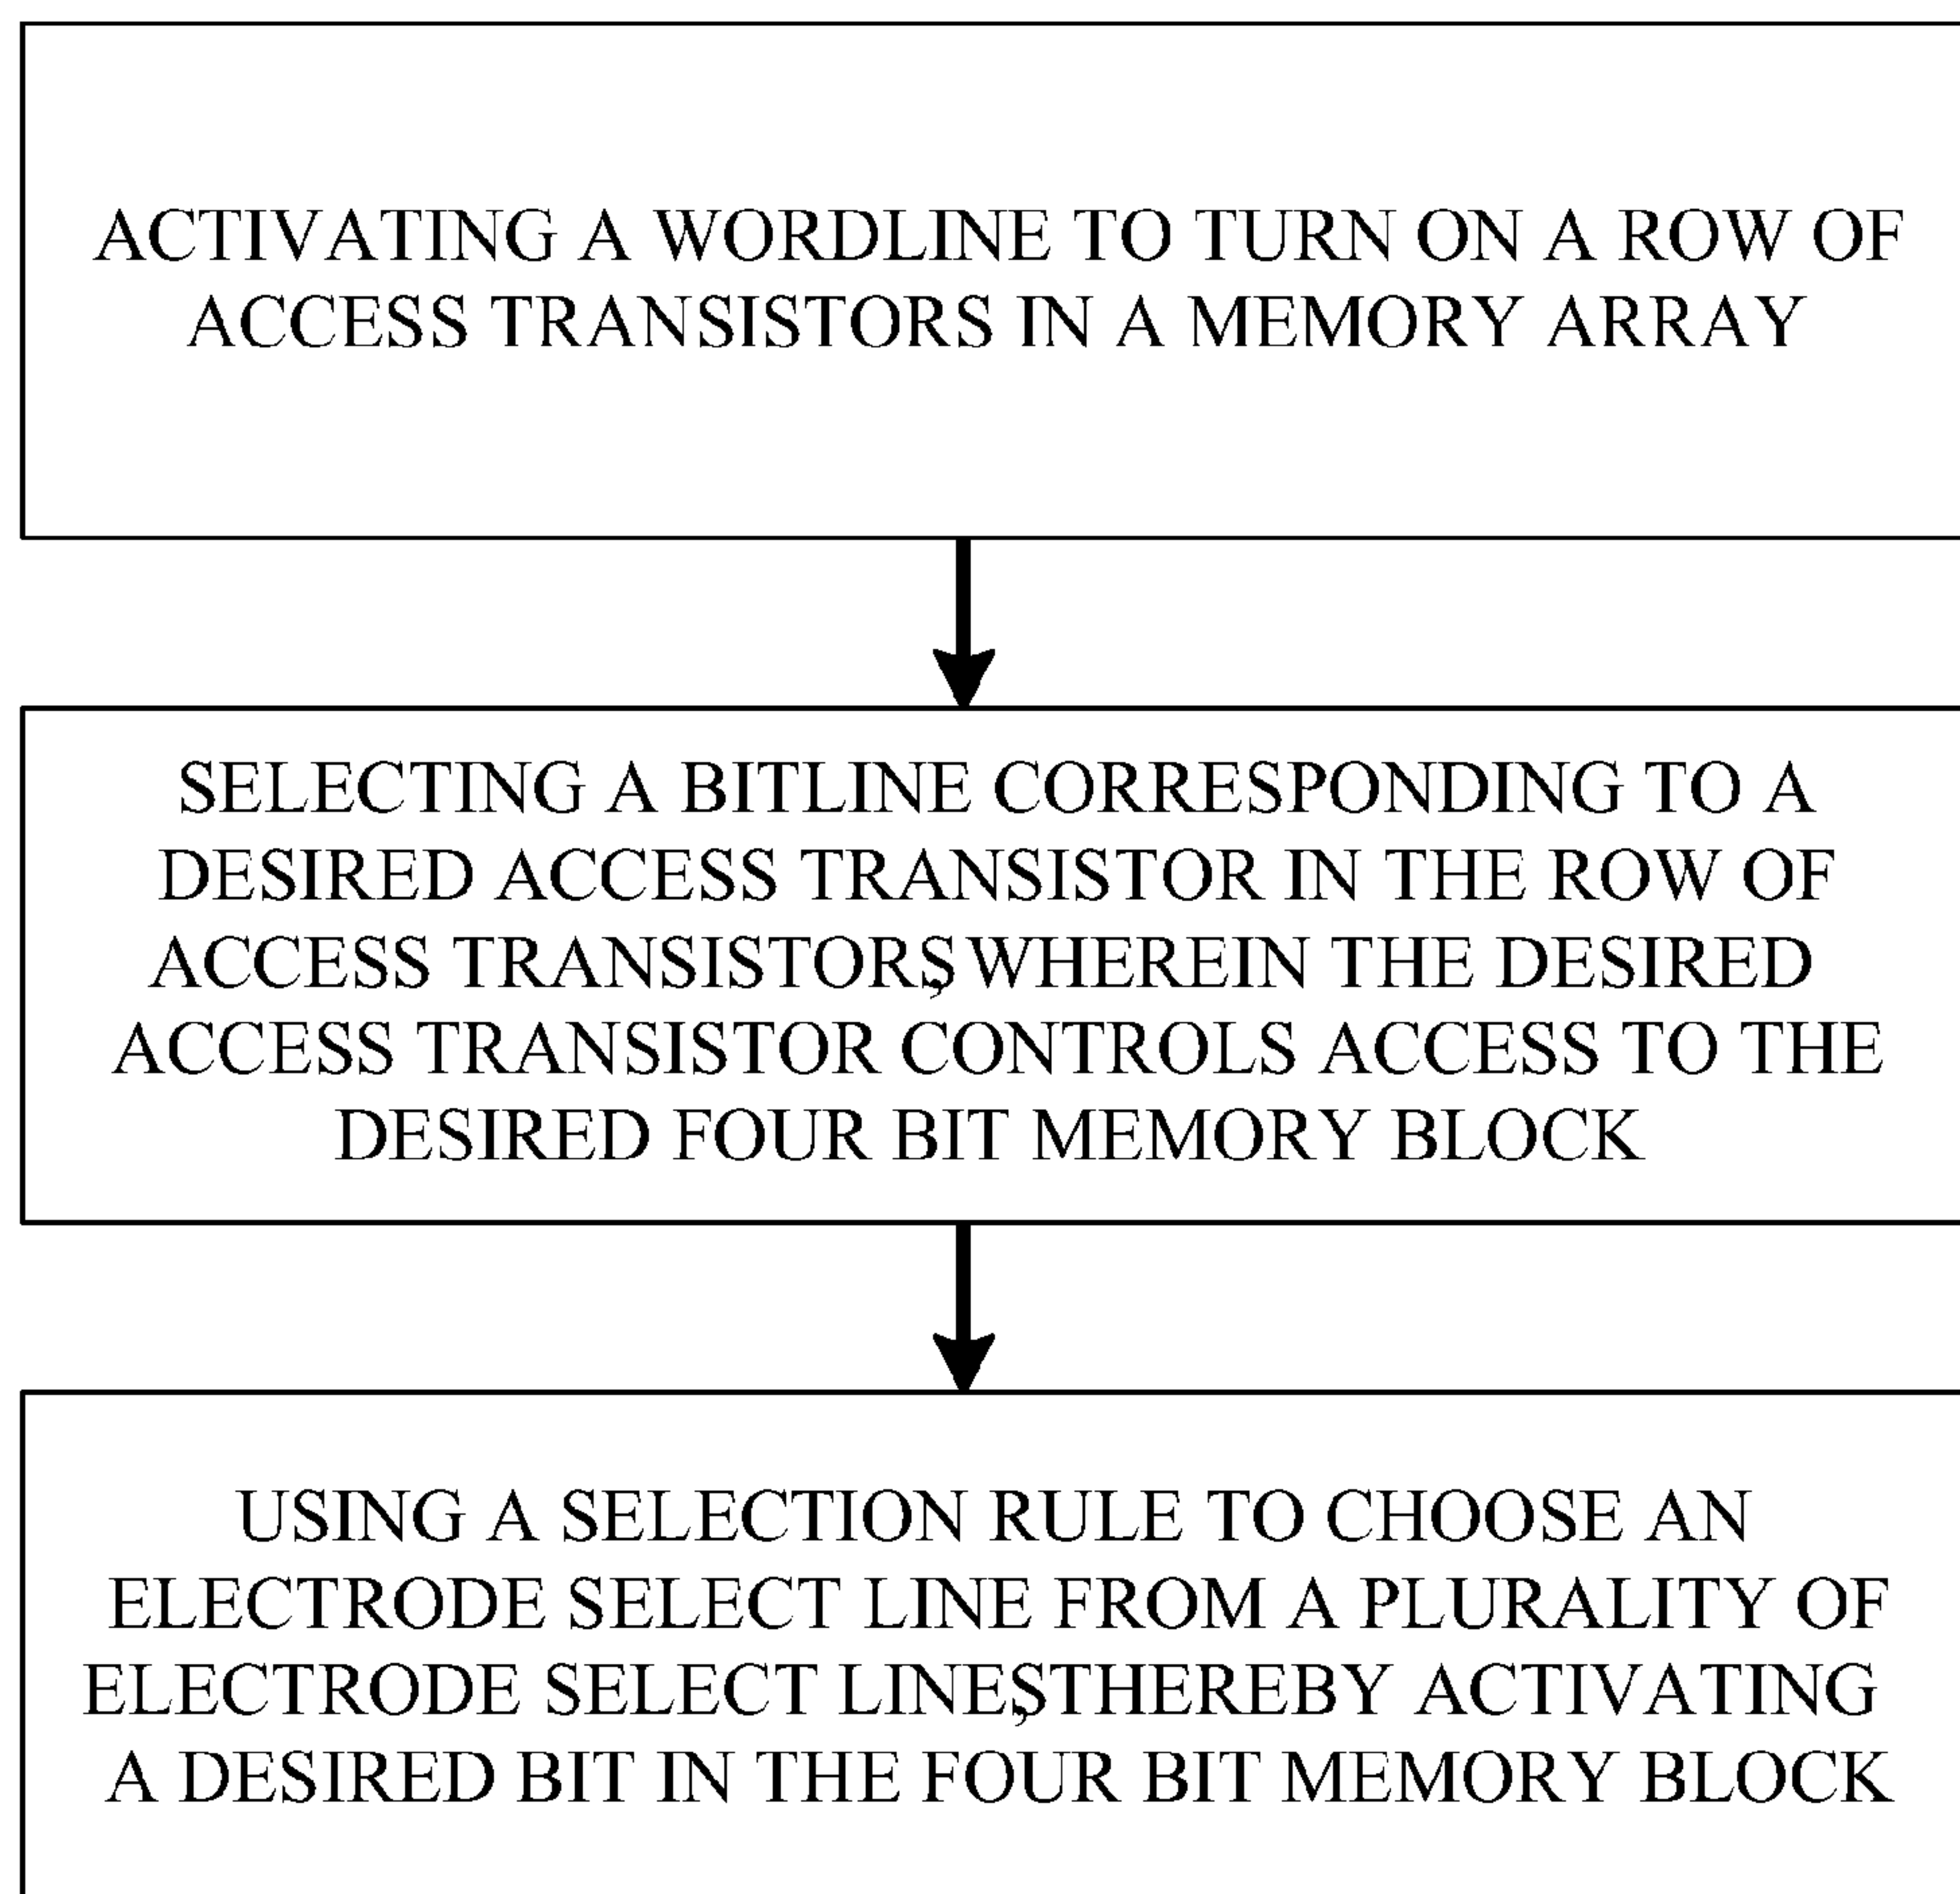 ACTIVATING A WORDLINE TO TURN ON A ROW OF
ACCESS TRANSISTORS IN A MEMORY ARRAY
SELECTING A BITLINE CORRESPONDING TO A
DESIRED ACCESS TRANSISTOR IN THE ROW OF
ACCESS TRANSISTORS, WHEREIN THE DESIRED
ACCESS TRANSISTOR CONTROLS ACCESS TO THE
DESIRED FOUR BIT MEMORY BLOCK
USING A SELECTION RULE TO CHOOSE AN
ELECTRODE SELECT LINE FROM A PLURALITY OF
ELECTRODE SELECT LINES, THEREBY ACTIVATING
A DESIRED BIT IN THE FOUR BIT MEMORY BLOCK